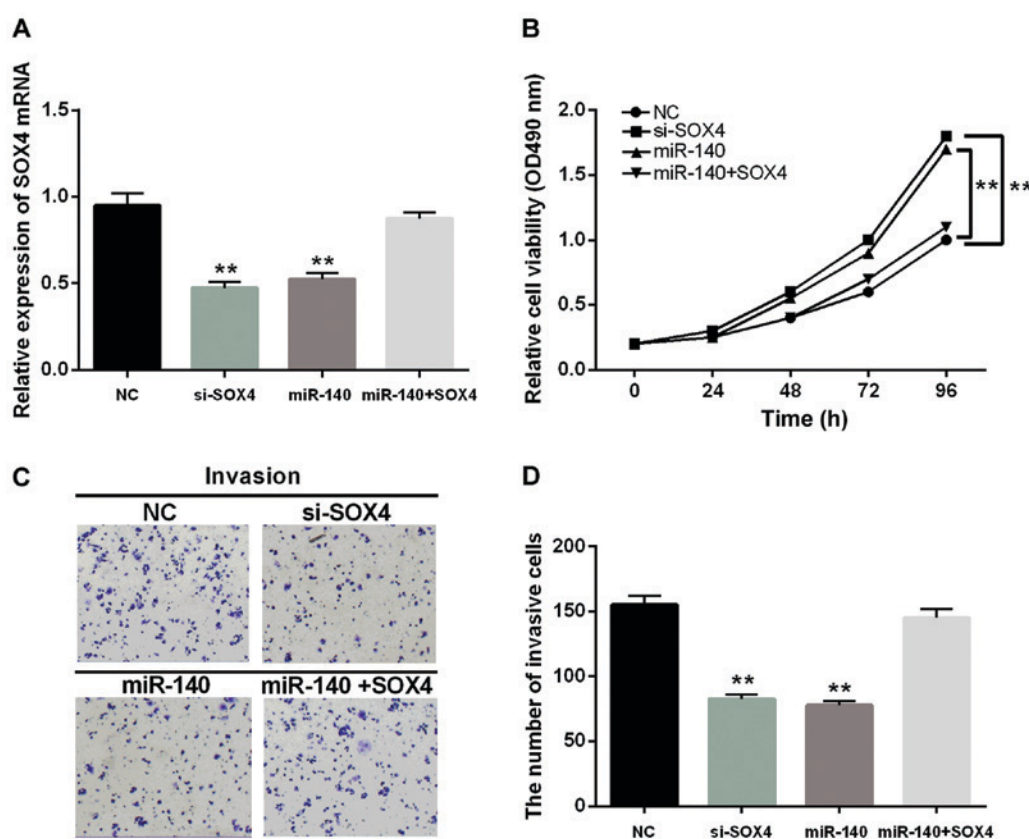 A
Relative expression of SOX4 mRNA
1.5
1.0
0.5
0.0
**
**
NC
si-SOX4
miR-140
miR-140+SOX4
B
Relative cell viability (OD490 nm)
2.0
1.5
1.0
0.5
0.0
NC
si-SOX4
miR-140
miR-140+SOX4
**
**
0
24
48
72
96
Time (h)
C
Invasion
NC
si-SOX4
miR-140
miR-140 +SOX4
D
The number of invasive cells
200
150
100
50
0
**
**
NC
si-SOX4
miR-140
miR-140+SOX4